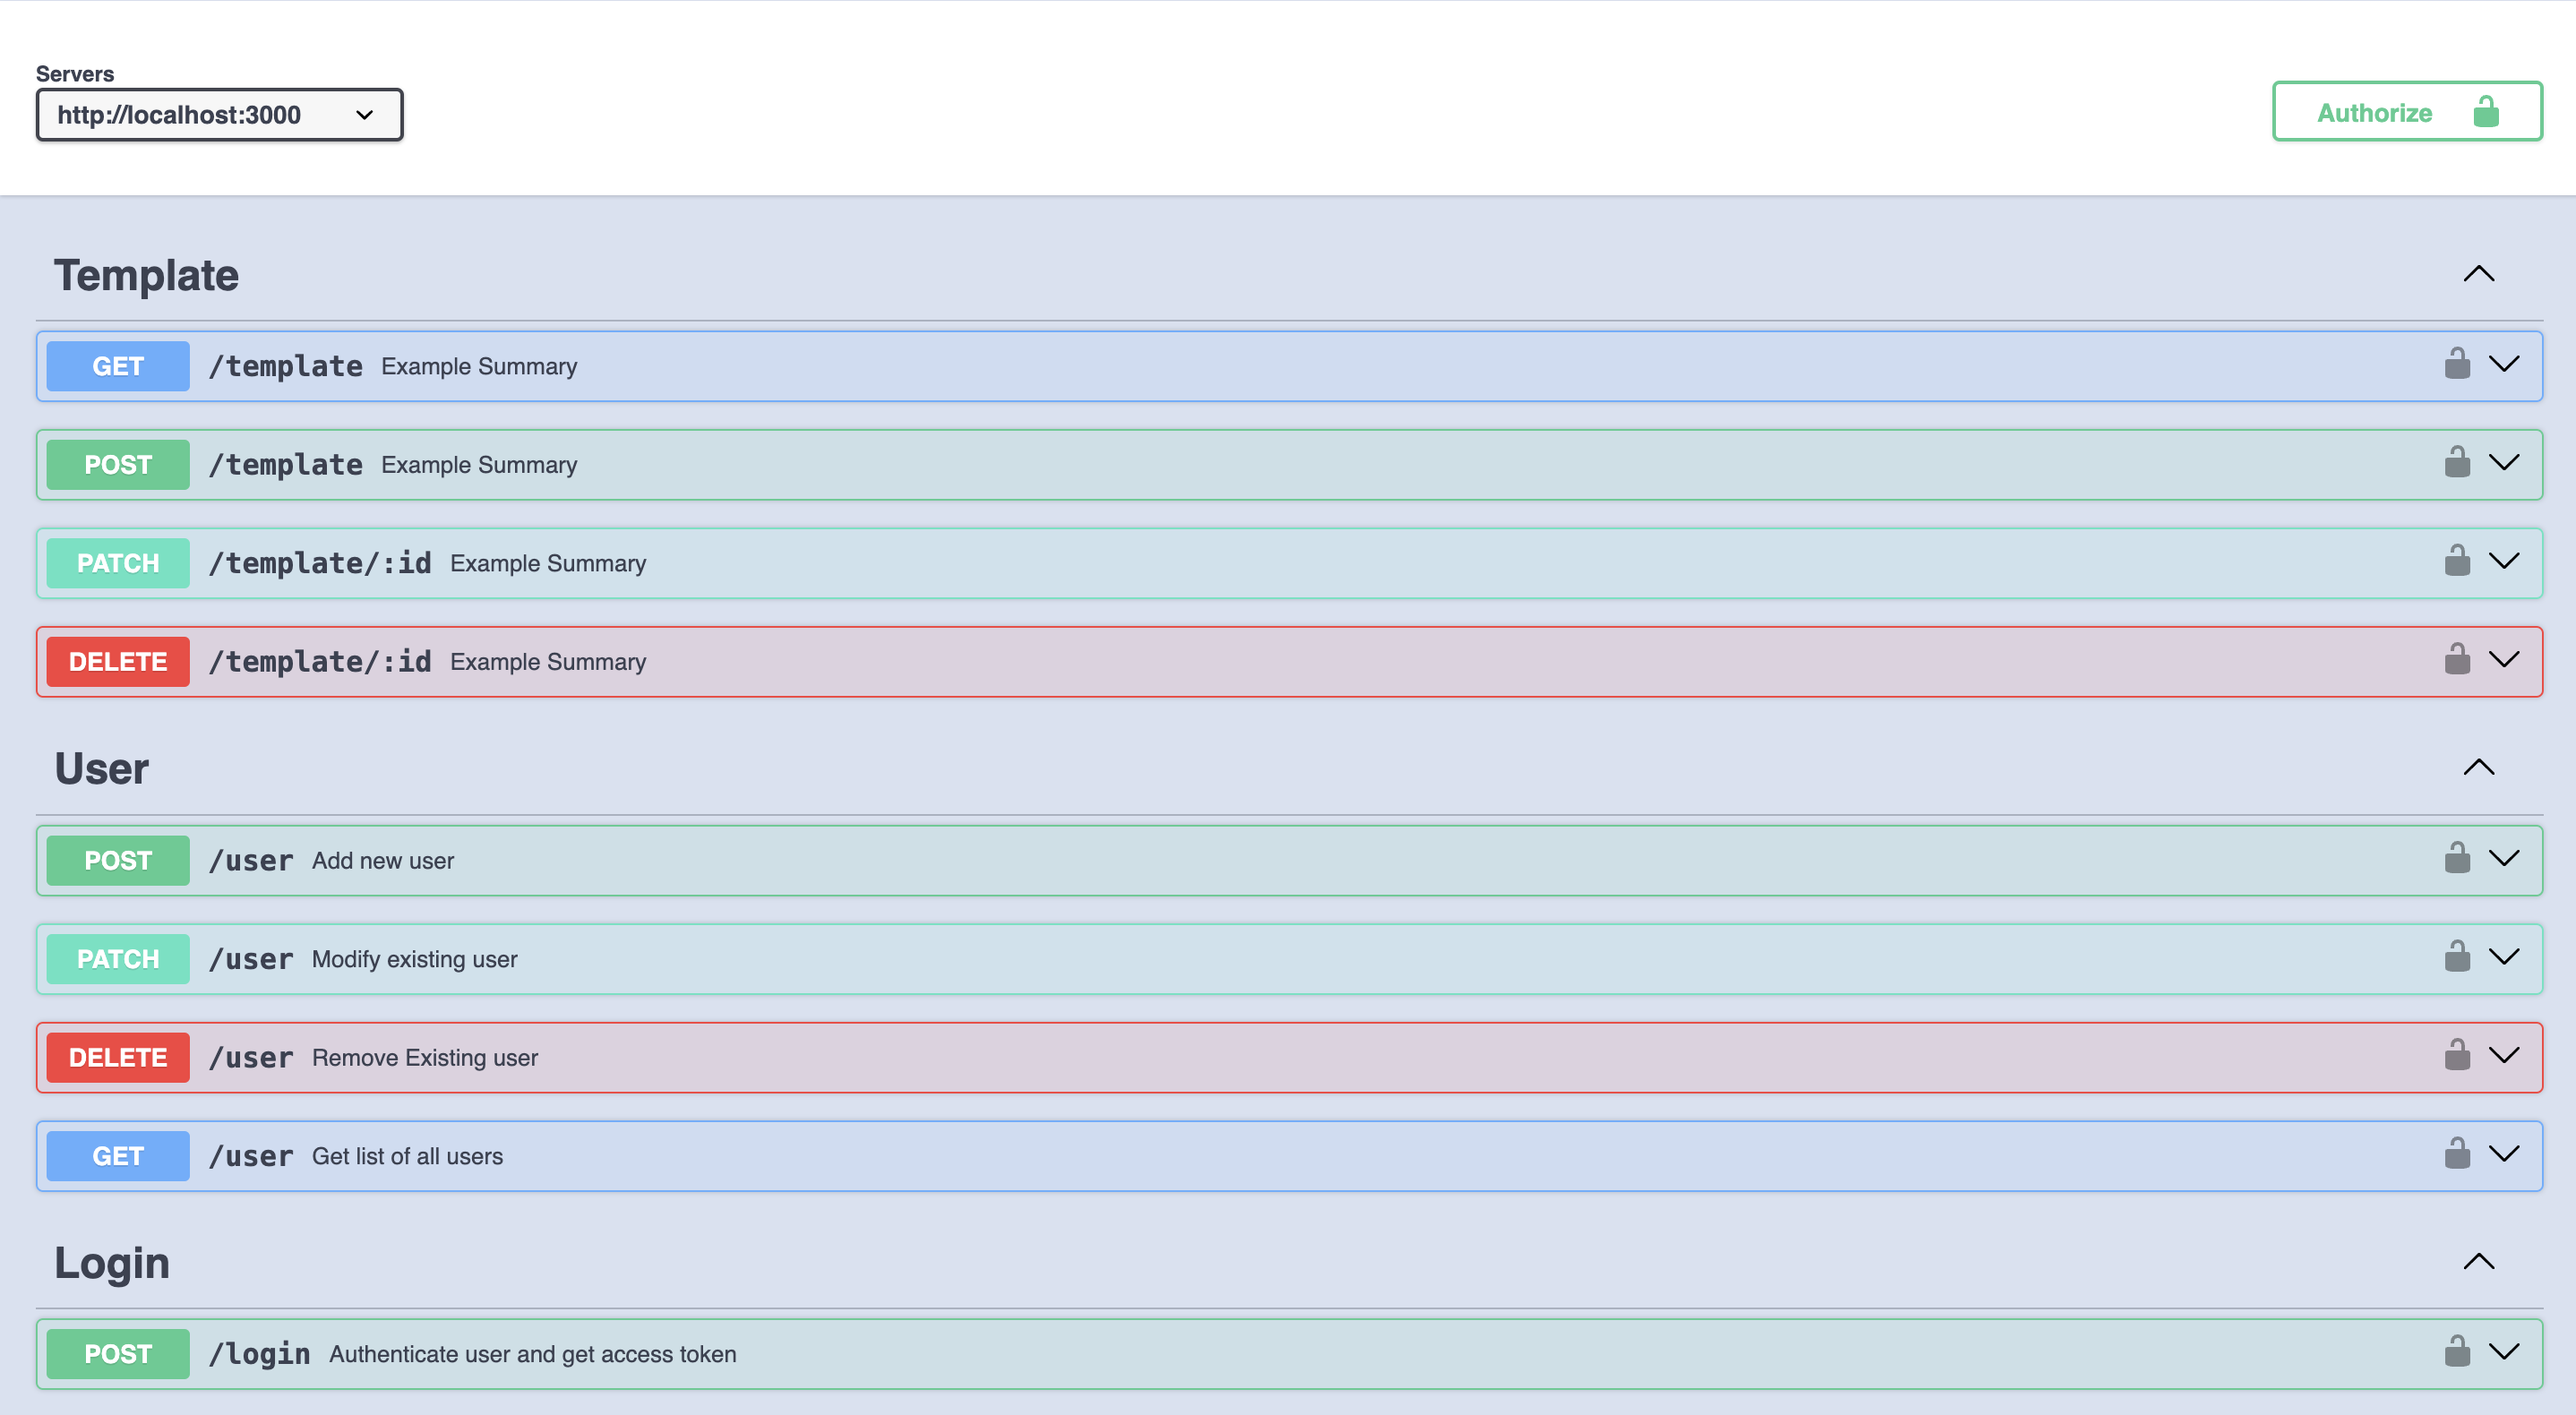 Servers
http://localhost:3000
Authorize
Template
GET /template Example Summary
POST /template Example Summary
PATCH /template/:id Example Summary
DELETE /template/:id Example Summary
User
POST /user Add new user
PATCH /user Modify existing user
DELETE /user Remove Existing user
GET /user Get list of all users
Login
POST /login Authenticate user and get access token